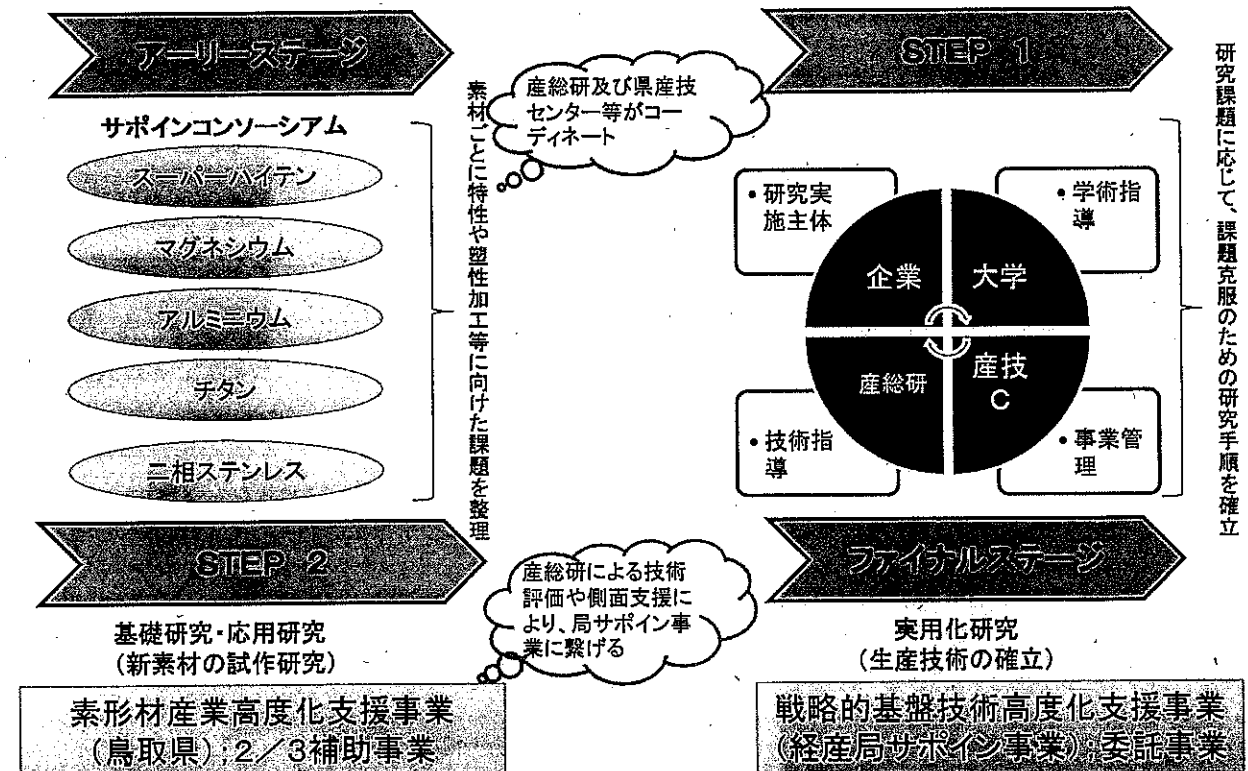 アーリーステージ
サポインコンソーシアム
スーパーハイテン
マグネシウム
アルミニウム
チタン
二相ステンレス
素材ごとに特性や塑性加工等に向けた課題を整理
産総研及び県産技
センター等がコー
ディネート
STEP 1
・研究実
施主体
・学術指
導
企業
大学
産総研
産技
C
・技術指
導
・事業管
理
研究課題に応じて、課題克服のための研究手順を確立
STEP 2
基礎研究・応用研究
(新素材の試作研究)
素形材産業高度化支援事業
(鳥取県);2/3補助事業
産総研による技術
評価や側面支援に
より、局サポイン事
業に繋げる
ファイナルステージ
実用化研究
(生産技術の確立)
戦略的基盤技術高度化支援事業
(経産局サポイン事業);委託事業